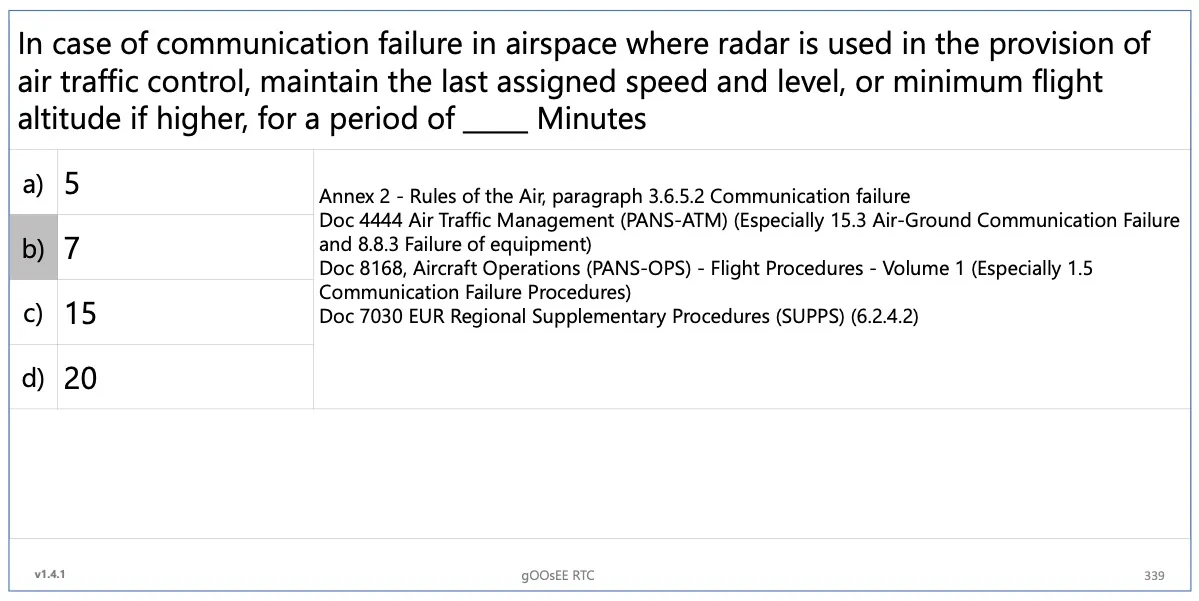 In case of communication failure in airspace where radar is used in the provision of
air traffic control, maintain the last assigned speed and level, or minimum flight
altitude if higher, for a period of _____ Minutes
a) 5
b) 7
c) 15
d) 20
Annex 2 - Rules of the Air, paragraph 3.6.5.2 Communication failure
Doc 4444 Air Traffic Management (PANS-ATM) (Especially 15.3 Air-Ground Communication Failure
and 8.8.3 Failure of equipment)
Doc 8168, Aircraft Operations (PANS-OPS) - Flight Procedures - Volume 1 (Especially 1.5
Communication Failure Procedures)
Doc 7030 EUR Regional Supplementary Procedures (SUPPS) (6.2.4.2)
v1.4.1
gOOsEE RTC
339